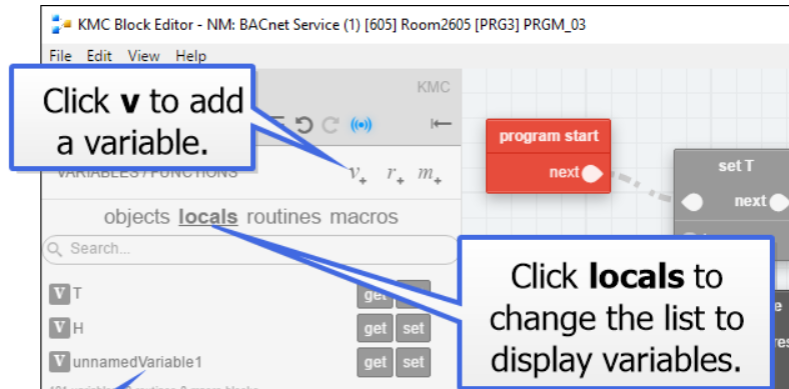 KMC Block Editor - NM: BACnet Service (1) [605] Room2605 [PRG3] PRGM_03
File Edit View Help
KMC
Click v to add
a variable.
VARIABLES / FUNCTIONS
v+ r+ m+
objects locals routines macros
Search...
V T get
V H get set
V unnamedVariable1 get set
program start
next
set T
next
Click locals to
change the list to
display variables.